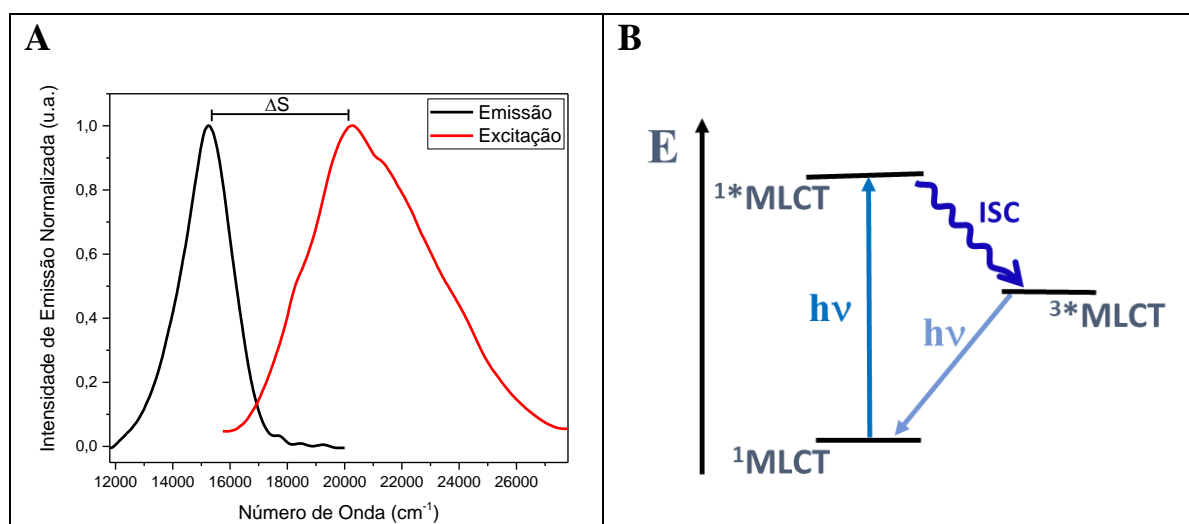 A
ΔS
Emissão
Excitação
Intensidade de Emissão Normalizada (u.a.)
1,0
0,8
0,6
0,4
0,2
0,0
12000 14000 16000 18000 20000 22000 24000 26000
Número de Onda (cm⁻¹)
B
E
¹*MLCT
ISC
hν
hν
³*MLCT
¹MLCT